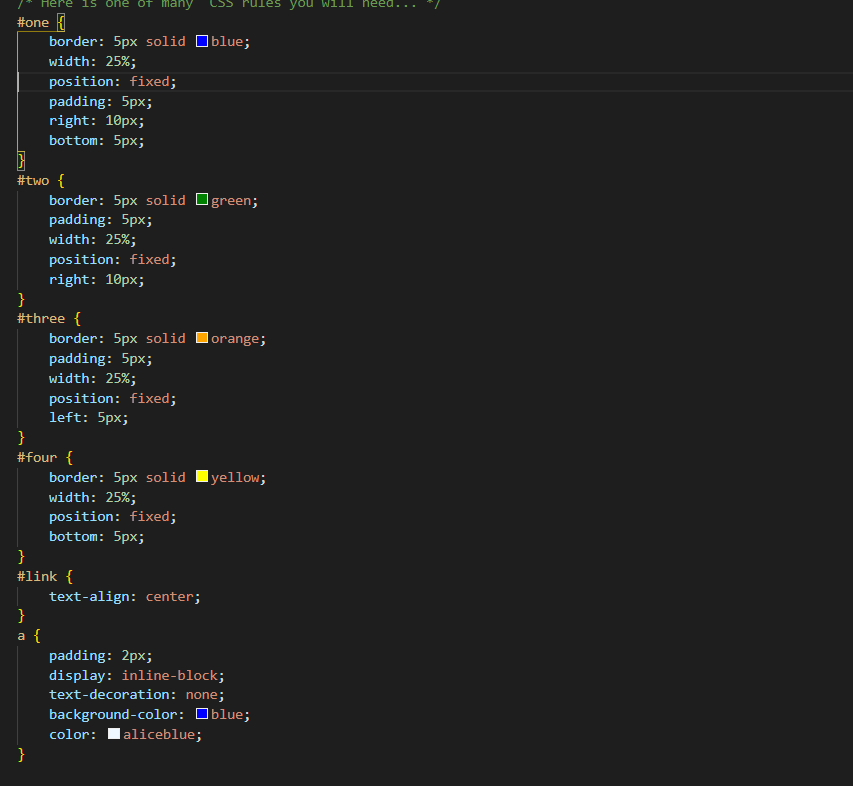 /* Here is one of many  CSS rules you will need... */
#one {
    border: 5px solid blue;
    width: 25%;
    position: fixed;
    padding: 5px;
    right: 10px;
    bottom: 5px;
}
#two {
    border: 5px solid green;
    padding: 5px;
    width: 25%;
    position: fixed;
    right: 10px;
}
#three {
    border: 5px solid orange;
    padding: 5px;
    width: 25%;
    position: fixed;
    left: 5px;
}
#four {
    border: 5px solid yellow;
    width: 25%;
    position: fixed;
    bottom: 5px;
}
#link {
    text-align: center;
}
a {
    padding: 2px;
    display: inline-block;
    text-decoration: none;
    background-color: blue;
    color: aliceblue;
}